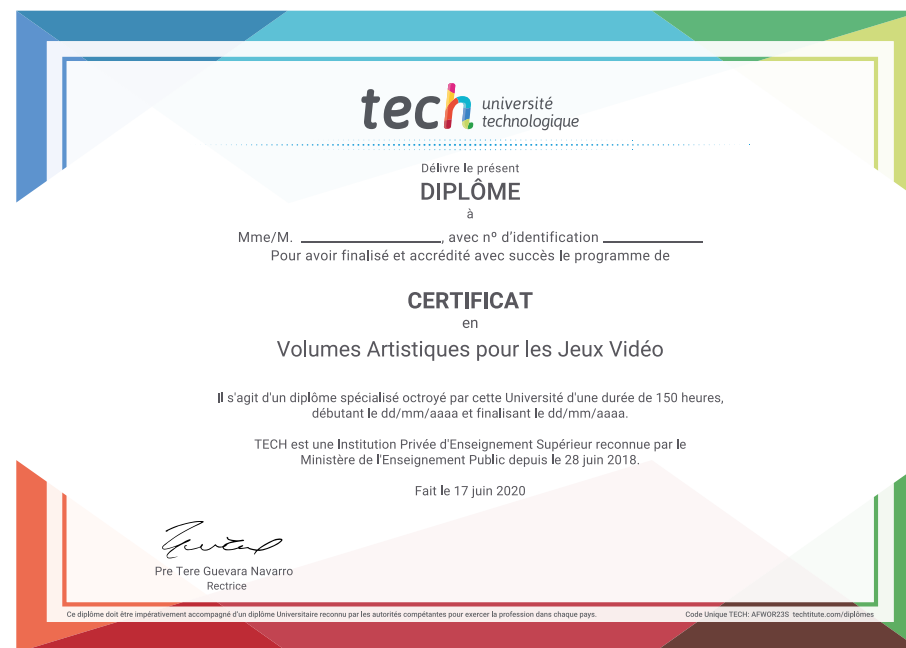 tech université
technologique
Délivre le présent
DIPLÔME
à
Mme/M. ____________________, avec nº d'identification ______________
Pour avoir finalisé et accrédité avec succès le programme de
CERTIFICAT
en
Volumes Artistiques pour les Jeux Vidéo
Il s'agit d'un diplôme spécialisé octroyé par cette Université d'une durée de 150 heures,
débutant le dd/mm/aaaa et finalisant le dd/mm/aaaa.
TECH est une Institution Privée d'Enseignement Supérieur reconnue par le
Ministère de l'Enseignement Public depuis le 28 juin 2018.
Fait le 17 juin 2020
Pre Tere Guevara Navarro
Rectrice
Ce diplôme doit être impérativement accompagné d'un diplôme Universitaire reconnu par les autorités compétentes pour exercer la profession dans chaque pays.
Code Unique TECH: AFWOR23S techtitute.com/diplômes